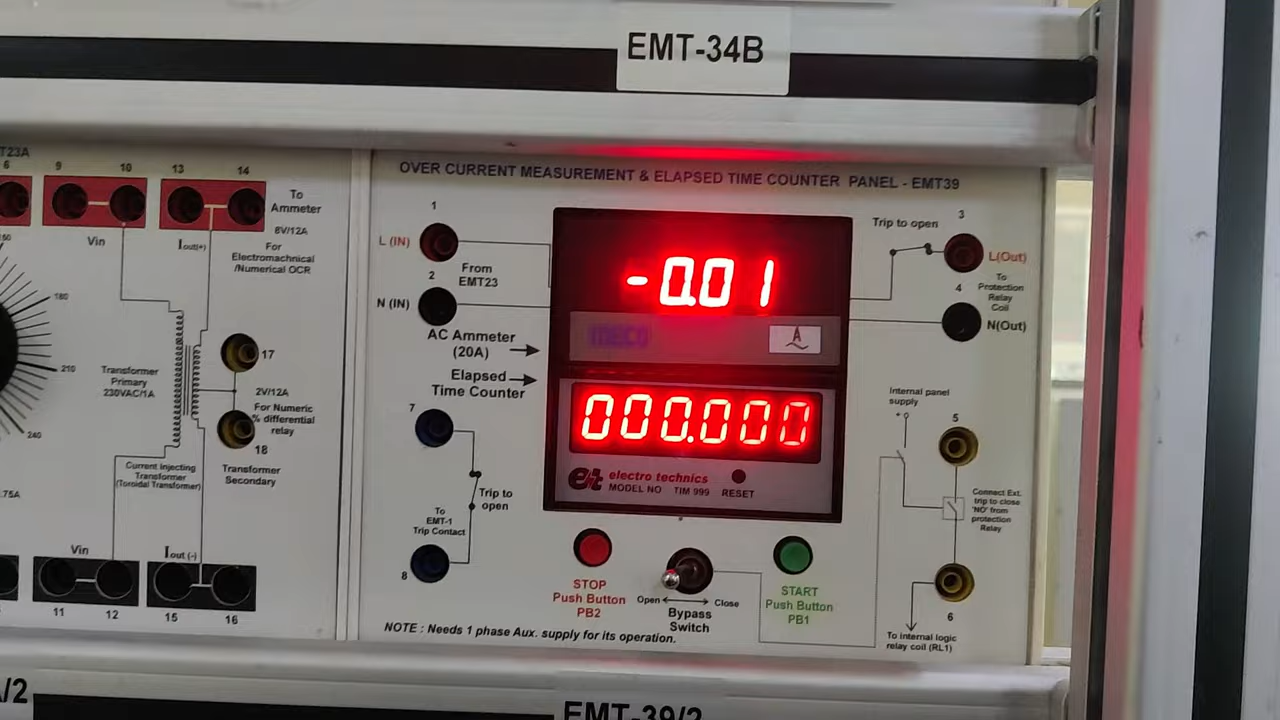 EMT-34B
T23A
6
9
10
13
14
To
Ammeter
8V/12A
Vin
I out(+)
For
Electromachnical
/Numerical OCR
150
180
210
240
.75A
Transformer
Primary
230VAC/1A
17
2V/12A
For Numeric
% differential
relay
18
Current Injecting
Transformer
(Toroidal Transformer)
Transformer
Secondary
Vin
I out (-)
11
12
15
16
OVER CURRENT MEASUREMENT & ELAPSED TIME COUNTER PANEL - EMT39
1
L (IN)
2
From
EMT23
N (IN)
AC Ammeter
(20A)
Elapsed
Time Counter
7
Trip to
open
To
EMT-1
Trip Contact
8
-0.01
meco
A
000.000
electro technics
MODEL NO TIM 999 RESET
STOP
Push Button
PB2
Open
Close
Bypass
Switch
START
Push Button
PB1
NOTE : Needs 1 phase Aux. supply for its operation.
Trip to open
3
L(Out)
4
To
Protection
Relay
Coil
N(Out)
Internal panel
supply
+
5
Connect Ext.
trip to close
'NO' from
protection
Relay
6
To internal logic
relay coil (RL1)
A/2
EMT-39/2